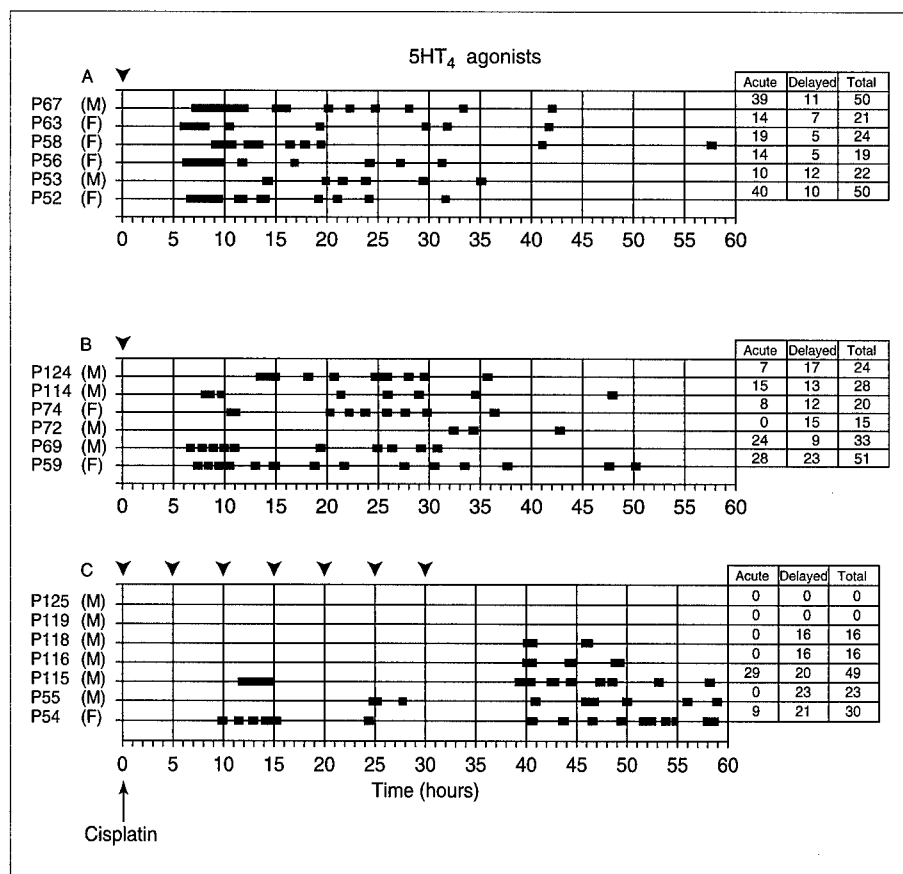 5HT₄ agonists
A
Acute Delayed Total
P67 (M) 39 11 50
P63 (F) 14 7 21
P58 (F) 19 5 24
P56 (F) 14 5 19
P53 (M) 10 12 22
P52 (F) 40 10 50
0 5 10 15 20 25 30 35 40 45 50 55 60
B
Acute Delayed Total
P124 (M) 7 17 24
P114 (M) 15 13 28
P74 (F) 8 12 20
P72 (M) 0 15 15
P69 (M) 24 9 33
P59 (F) 28 23 51
0 5 10 15 20 25 30 35 40 45 50 55 60
C
Acute Delayed Total
P125 (M) 0 0 0
P119 (M) 0 0 0
P118 (M) 0 16 16
P116 (M) 0 16 16
P115 (M) 29 20 49
P55 (M) 0 23 23
P54 (F) 9 21 30
0 5 10 15 20 25 30 35 40 45 50 55 60
Time (hours)
Cisplatin